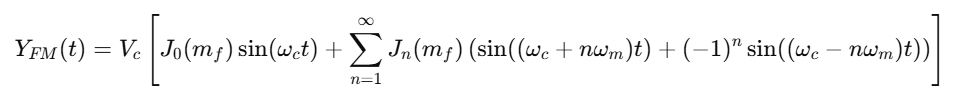 $Y_{FM}(t) = V_c \left[ J_0(m_f) \sin(\omega_c t) + \sum_{n=1}^{\infty} J_n(m_f) \left( \sin((\omega_c + n\omega_m)t) + (-1)^n \sin((\omega_c - n\omega_m)t) \right) \right]$